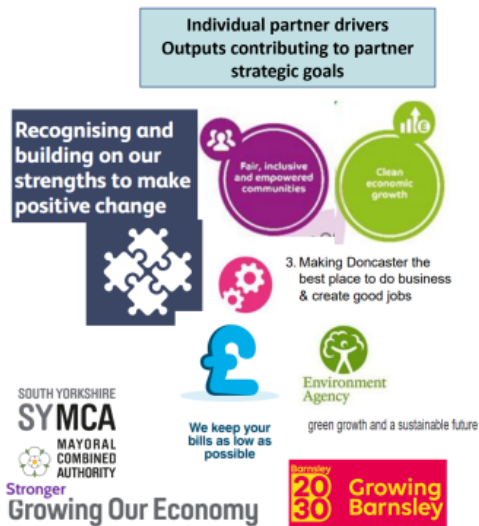 Individual partner drivers
Outputs contributing to partner
strategic goals
Recognising and
building on our
strengths to make
positive change
Fair, inclusive
and empowered
communities
Clean
economic
growth
3. Making Doncaster the
best place to do business
& create good jobs
£
We keep your
bills as low as
possible
Environment
Agency
green growth and a sustainable future
SOUTH YORKSHIRE
SYMCA
MAYORAL
COMBINED
AUTHORITY
Stronger
Growing Our Economy
Barnsley
20
30
Growing
Barnsley